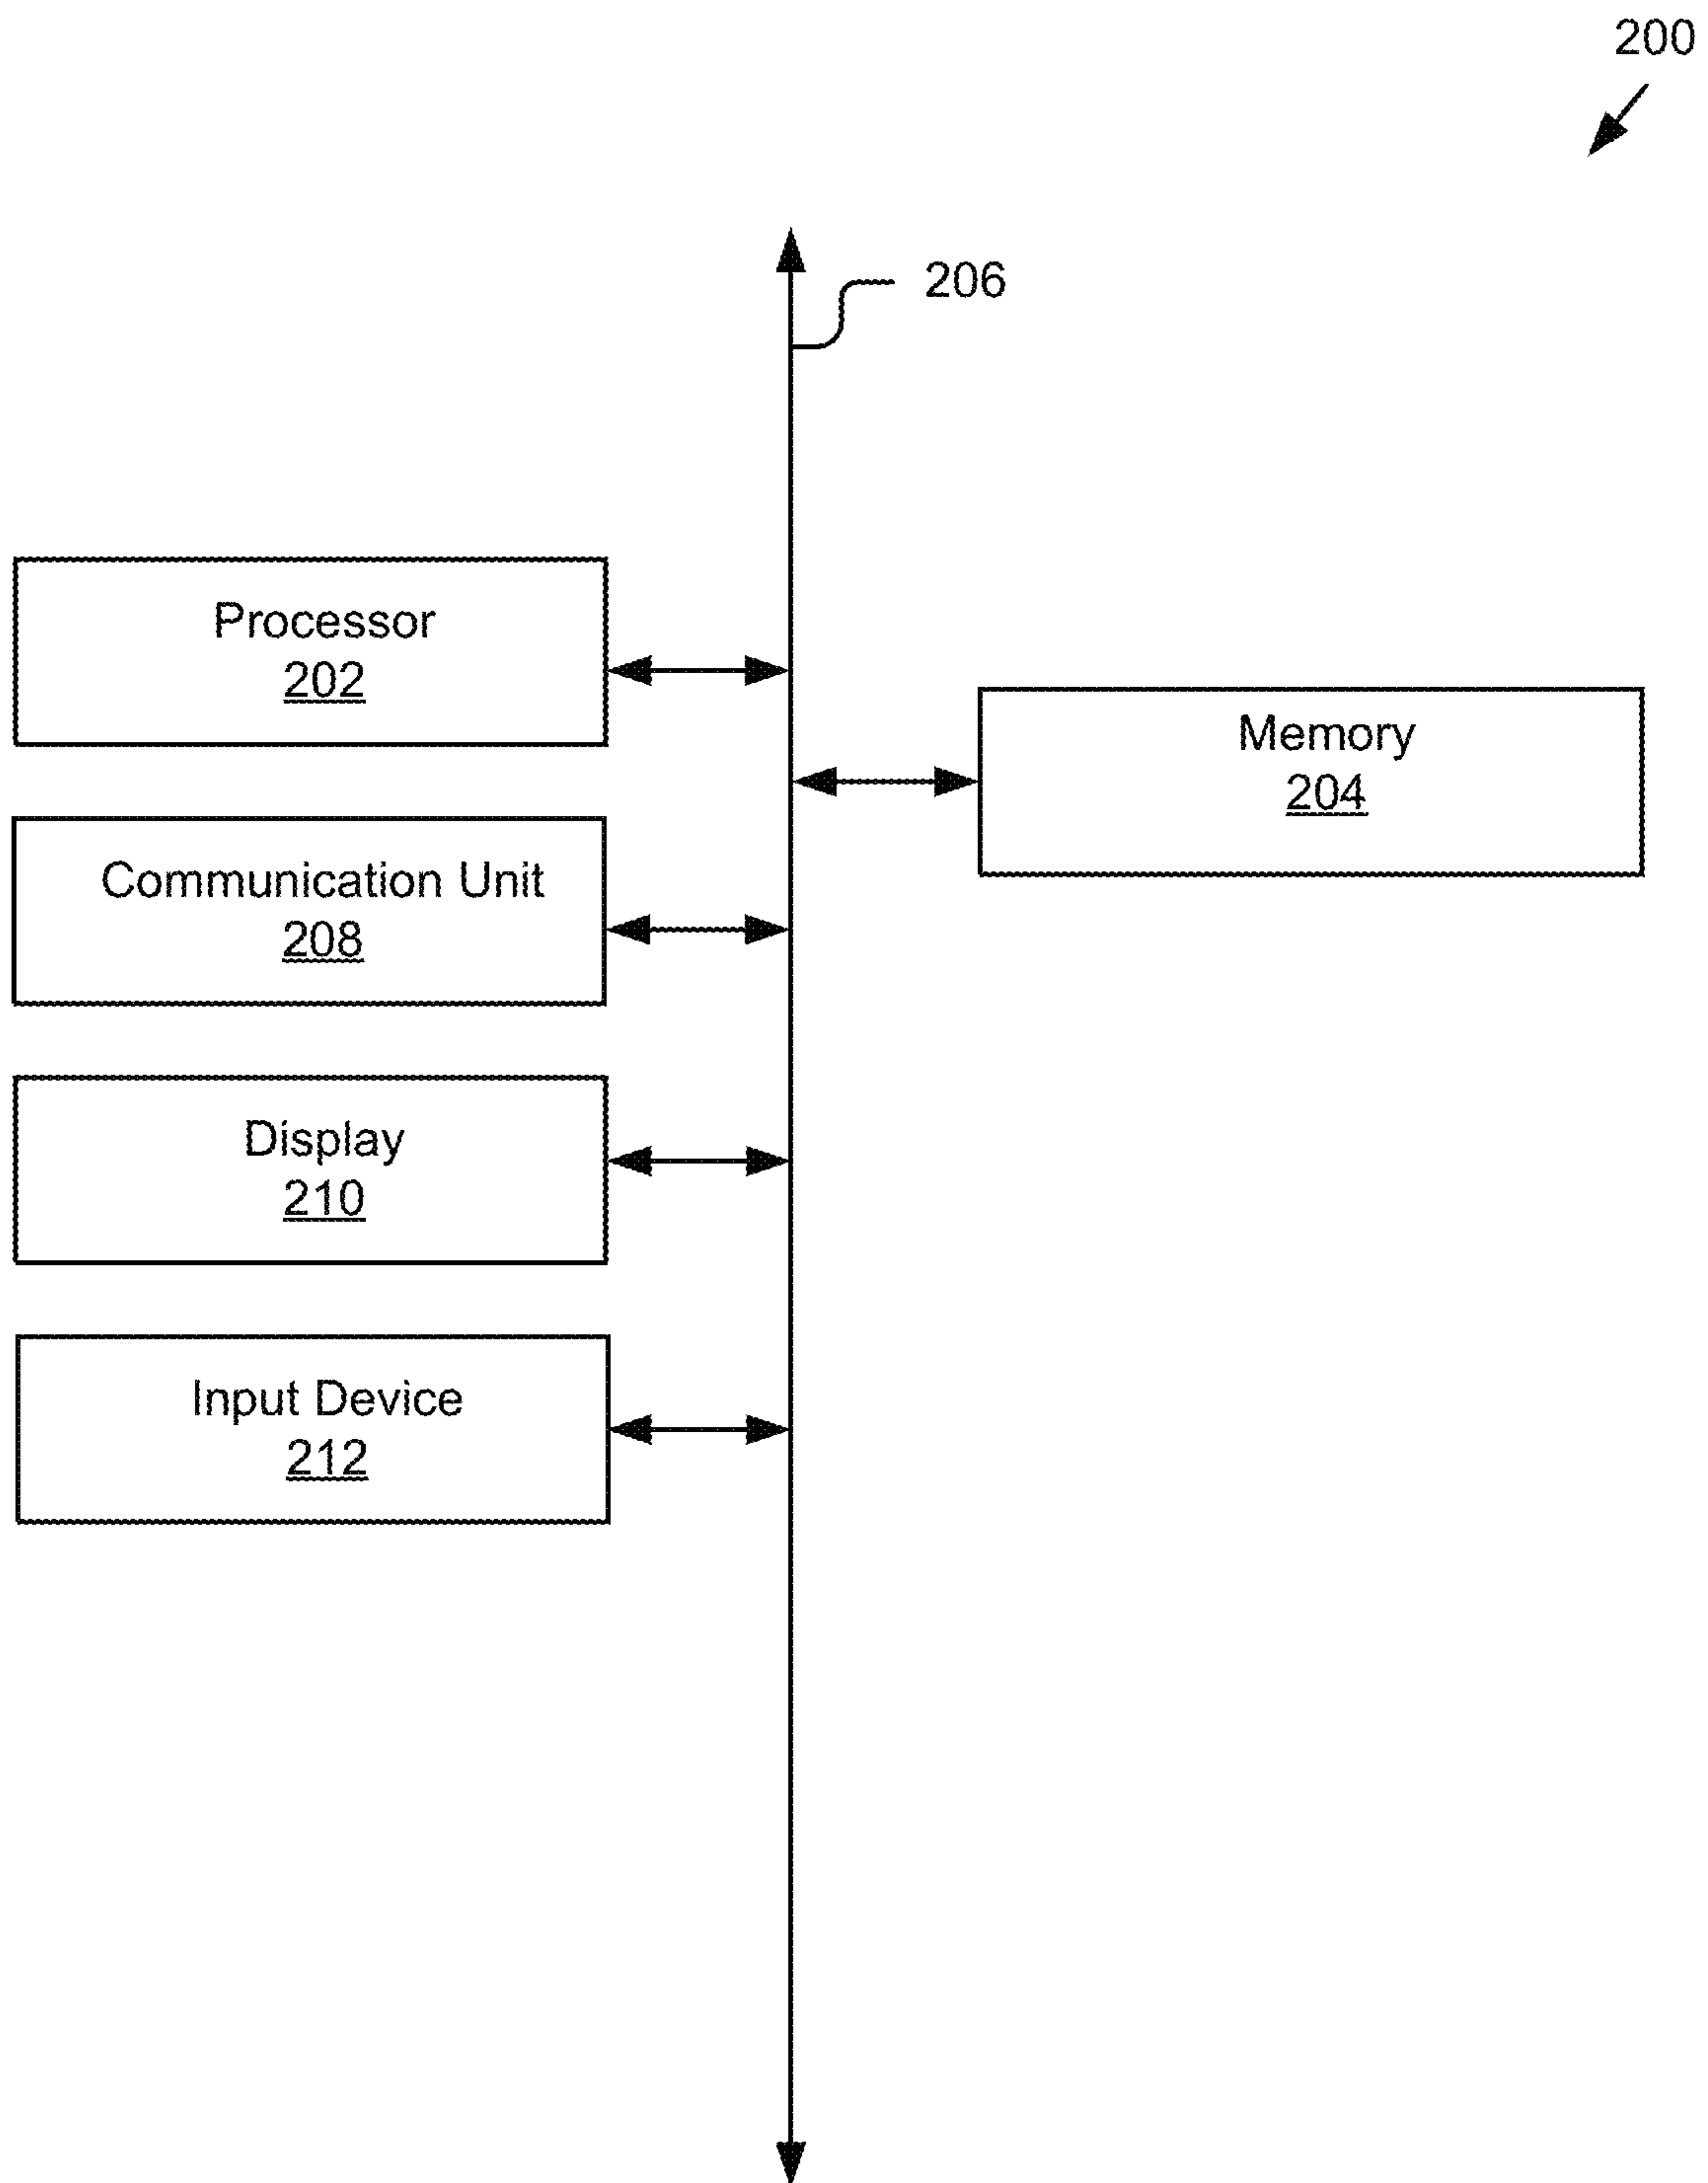 200
206
Processor
202
Memory
204
Communication Unit
208
Display
210
Input Device
212